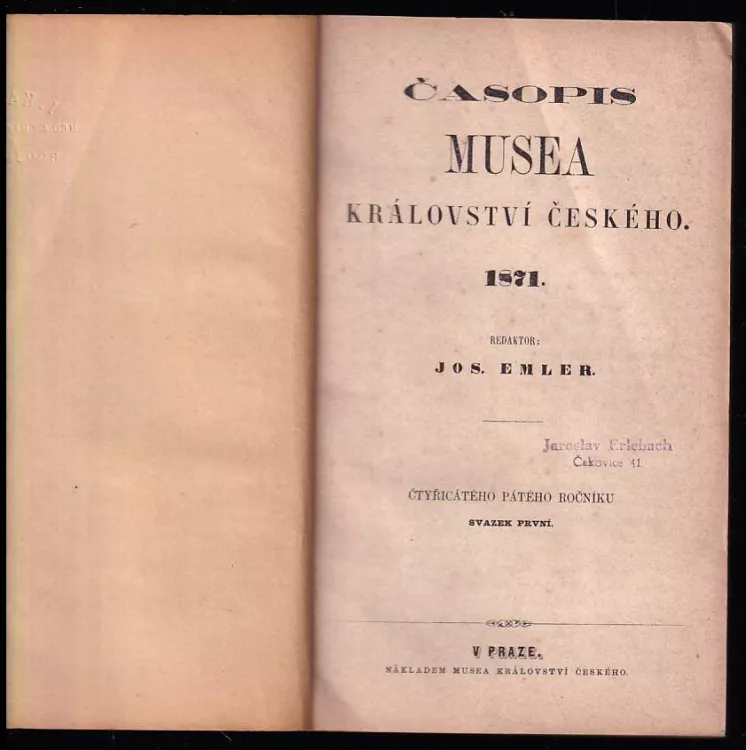 ČASOPIS
MUSEA
KRÁLOVSTVÍ ČESKÉHO.
1871.
REDAKTOR:
JOS. EMLER.
Jaroslav Erlebach
Čakovice 41
ČTYŘICÁTÉHO PÁTÉHO ROČNÍKU
SVAZEK PRVNÍ.
V PRAZE.
NÁKLADEM MUSEA KRÁLOVSTVÍ ČESKÉHO.